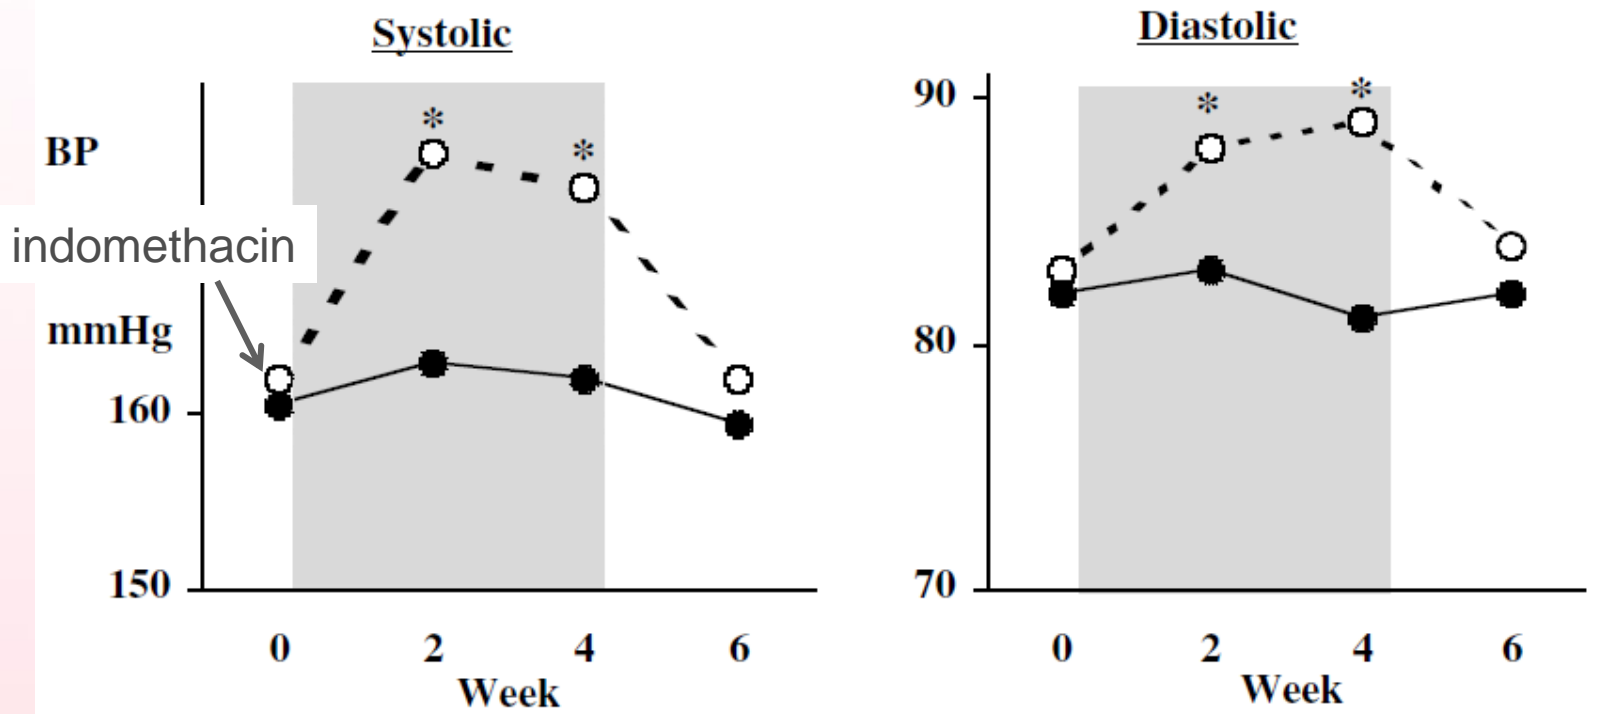 Systolic
BP
*
*
indomethacin
mmHg
160
150
0 2 4 6
Week
Diastolic
90
*
*
80
70
0 2 4 6
Week